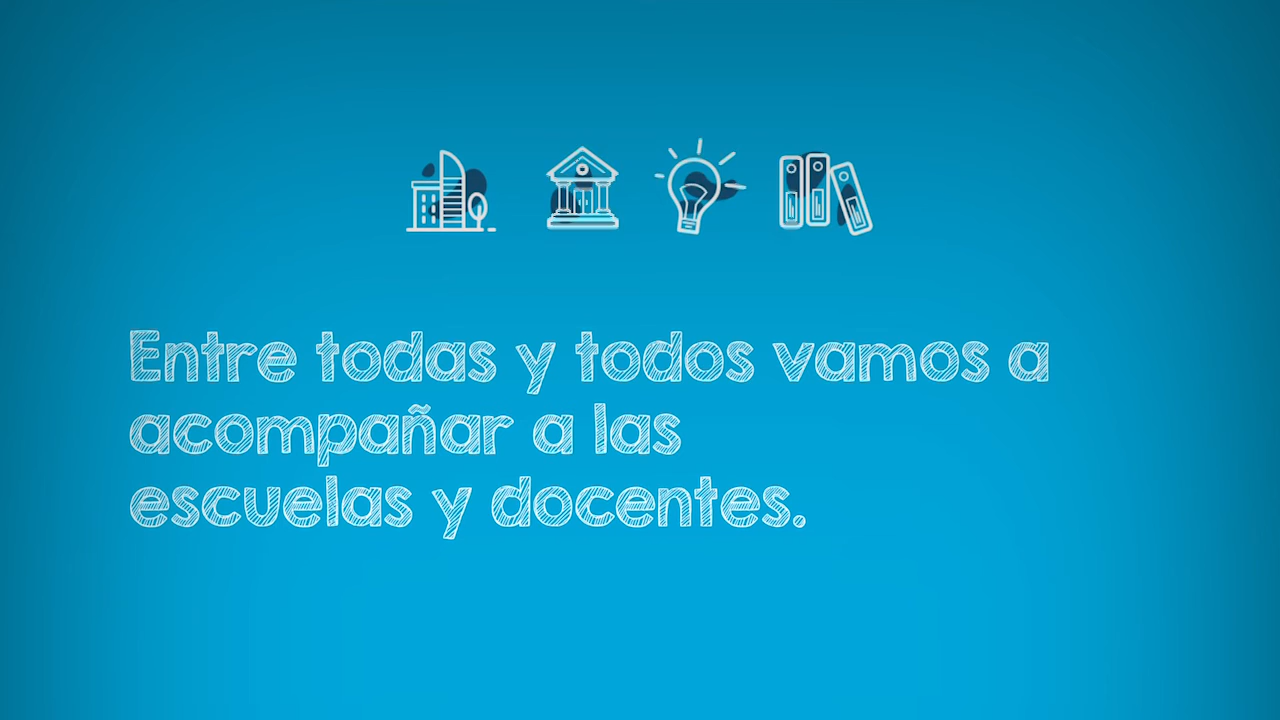 Entre todas y todos vamos a
acompañar a las
escuelas y docentes.